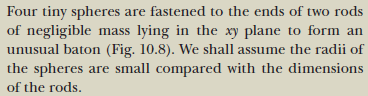 Four tiny spheres are fastened to the ends of two rods
of negligible mass lying in the xy plane to form an
unusual baton (Fig. 10.8). We shall assume the radii of
the spheres are small compared with the dimensions
of the rods.